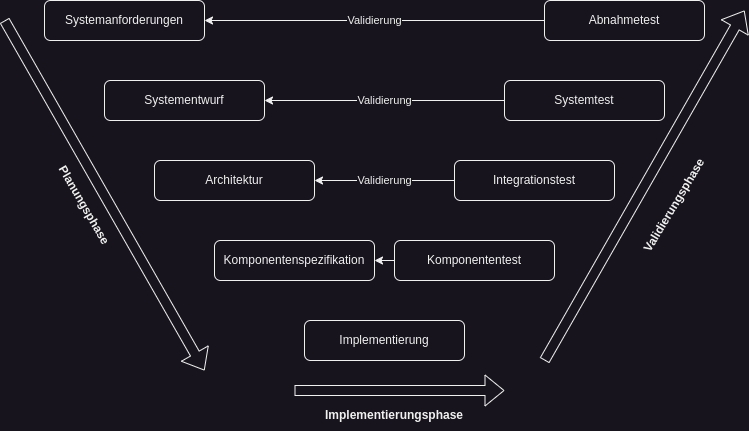 Systemanforderungen
Validierung
Abnahmetest
Systementwurf
Validierung
Systemtest
Architektur
Validierung
Integrationstest
Planungsphase
Validierungsphase
Komponentenspezifikation
Komponententest
Implementierung
Implementierungsphase